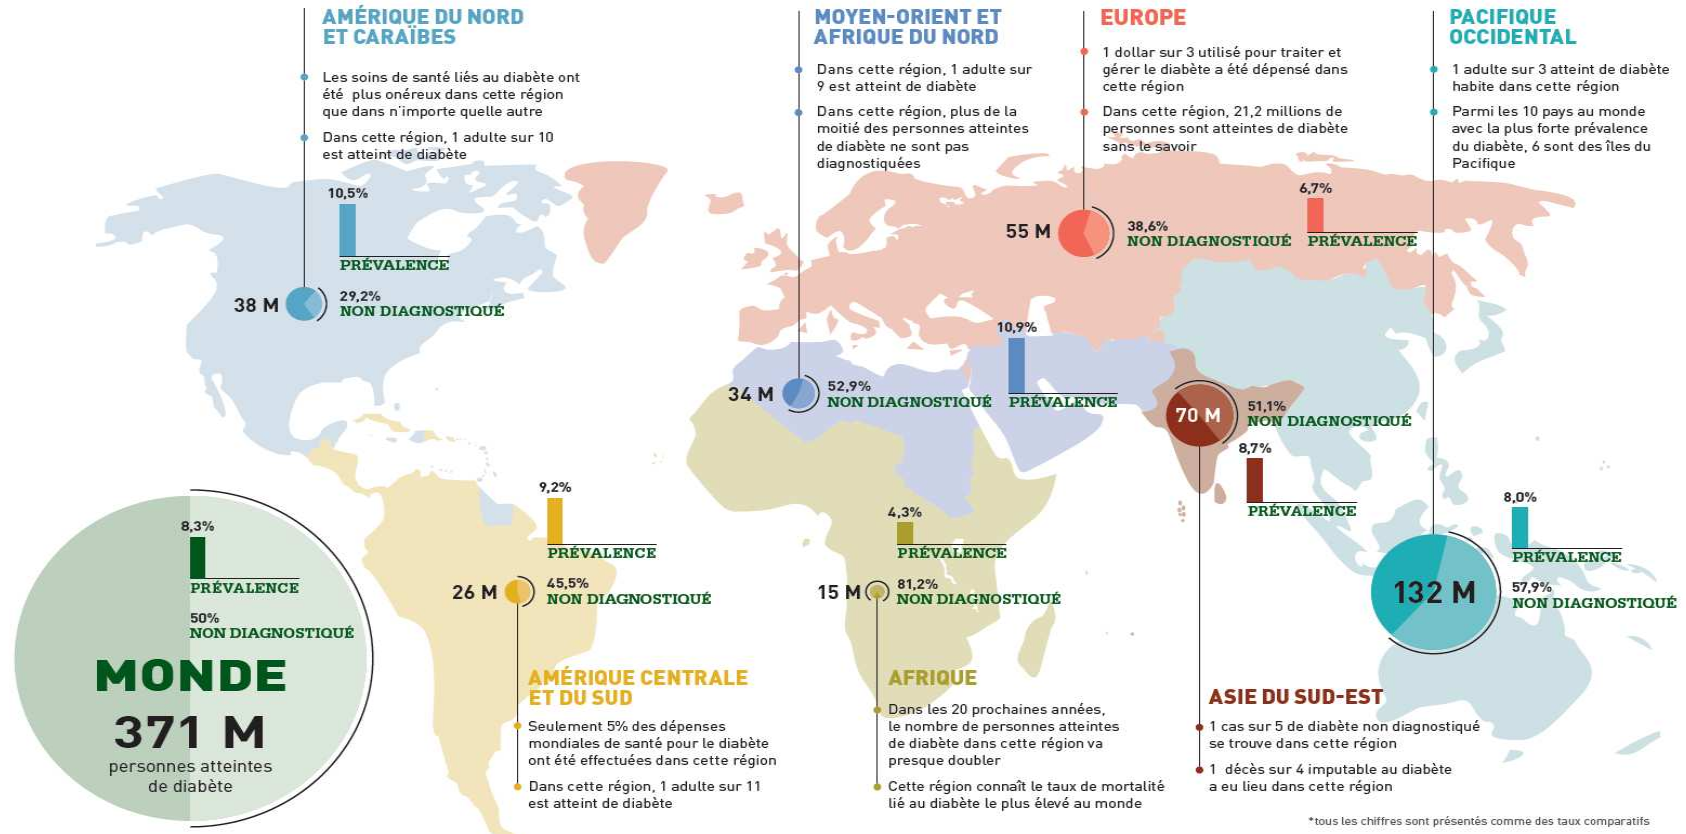 AMÉRIQUE DU NORD
ET CARAÏBES
Les soins de santé liés au diabète ont
été plus onéreux dans cette région
que dans n'importe quelle autre
Dans cette région, 1 adulte sur 10
est atteint de diabète
10,5%
PRÉVALENCE
38 M
29,2%
NON DIAGNOSTIQUÉ
MOYEN-ORIENT ET
AFRIQUE DU NORD
Dans cette région, 1 adulte sur
9 est atteint de diabète
Dans cette région, plus de la
moitié des personnes atteintes
de diabète ne sont pas
diagnostiquées
10,9%
PRÉVALENCE
34 M
52,9%
NON DIAGNOSTIQUÉ
EUROPE
1 dollar sur 3 utilisé pour traiter et
gérer le diabète a été dépensé dans
cette région
Dans cette région, 21,2 millions de
personnes sont atteintes de diabète
sans le savoir
55 M
38,6%
NON DIAGNOSTIQUÉ
6,7%
PRÉVALENCE
PACIFIQUE
OCCIDENTAL
1 adulte sur 3 atteint de diabète
habite dans cette région
Parmi les 10 pays au monde
avec la plus forte prévalence
du diabète, 6 sont des îles du
Pacifique
8,0%
PRÉVALENCE
132 M
57,9%
NON DIAGNOSTIQUÉ
70 M
51,1%
NON DIAGNOSTIQUÉ
8,7%
PRÉVALENCE
ASIE DU SUD-EST
1 cas sur 5 de diabète non diagnostiqué
se trouve dans cette région
1 décès sur 4 imputable au diabète
a eu lieu dans cette région
8,3%
PRÉVALENCE
50%
NON DIAGNOSTIQUÉ
MONDE
371 M
personnes atteintes
de diabète
9,2%
PRÉVALENCE
26 M
45,5%
NON DIAGNOSTIQUÉ
AMÉRIQUE CENTRALE
ET DU SUD
Seulement 5% des dépenses
mondiales de santé pour le diabète
ont été effectuées dans cette région
Dans cette région, 1 adulte sur 11
est atteint de diabète
4,3%
PRÉVALENCE
15 M
81,2%
NON DIAGNOSTIQUÉ
AFRIQUE
Dans les 20 prochaines années,
le nombre de personnes atteintes
de diabète dans cette région va
presque doubler
Cette région connaît le taux de mortalité
lié au diabète le plus élevé au monde
*tous les chiffres sont présentés comme des taux comparatifs